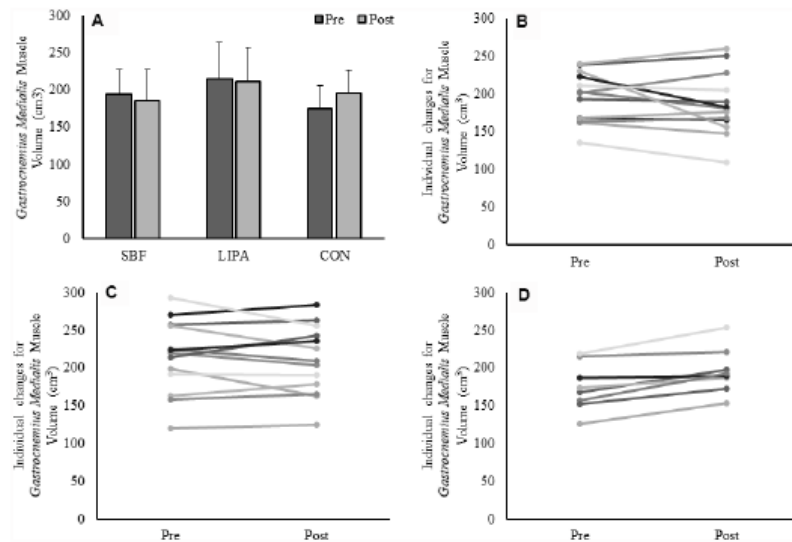 A
Pre Post
Gastrocnemius Medialis Muscle
Volume (cm3)
300
250
200
150
100
50
0
SBF LIPA CON
B
Individual changes for
Gastrocnemius Medialis Muscle
Volume (cm³)
300
250
200
150
100
50
0
Pre Post
C
Individual changes for
Gastrocnemius Medialis Muscle
Volume (cm³)
300
250
200
150
100
50
0
Pre Post
D
Individual changes for
Gastrocnemius Medialis Muscle
Volume (cm³)
300
250
200
150
100
50
0
Pre Post